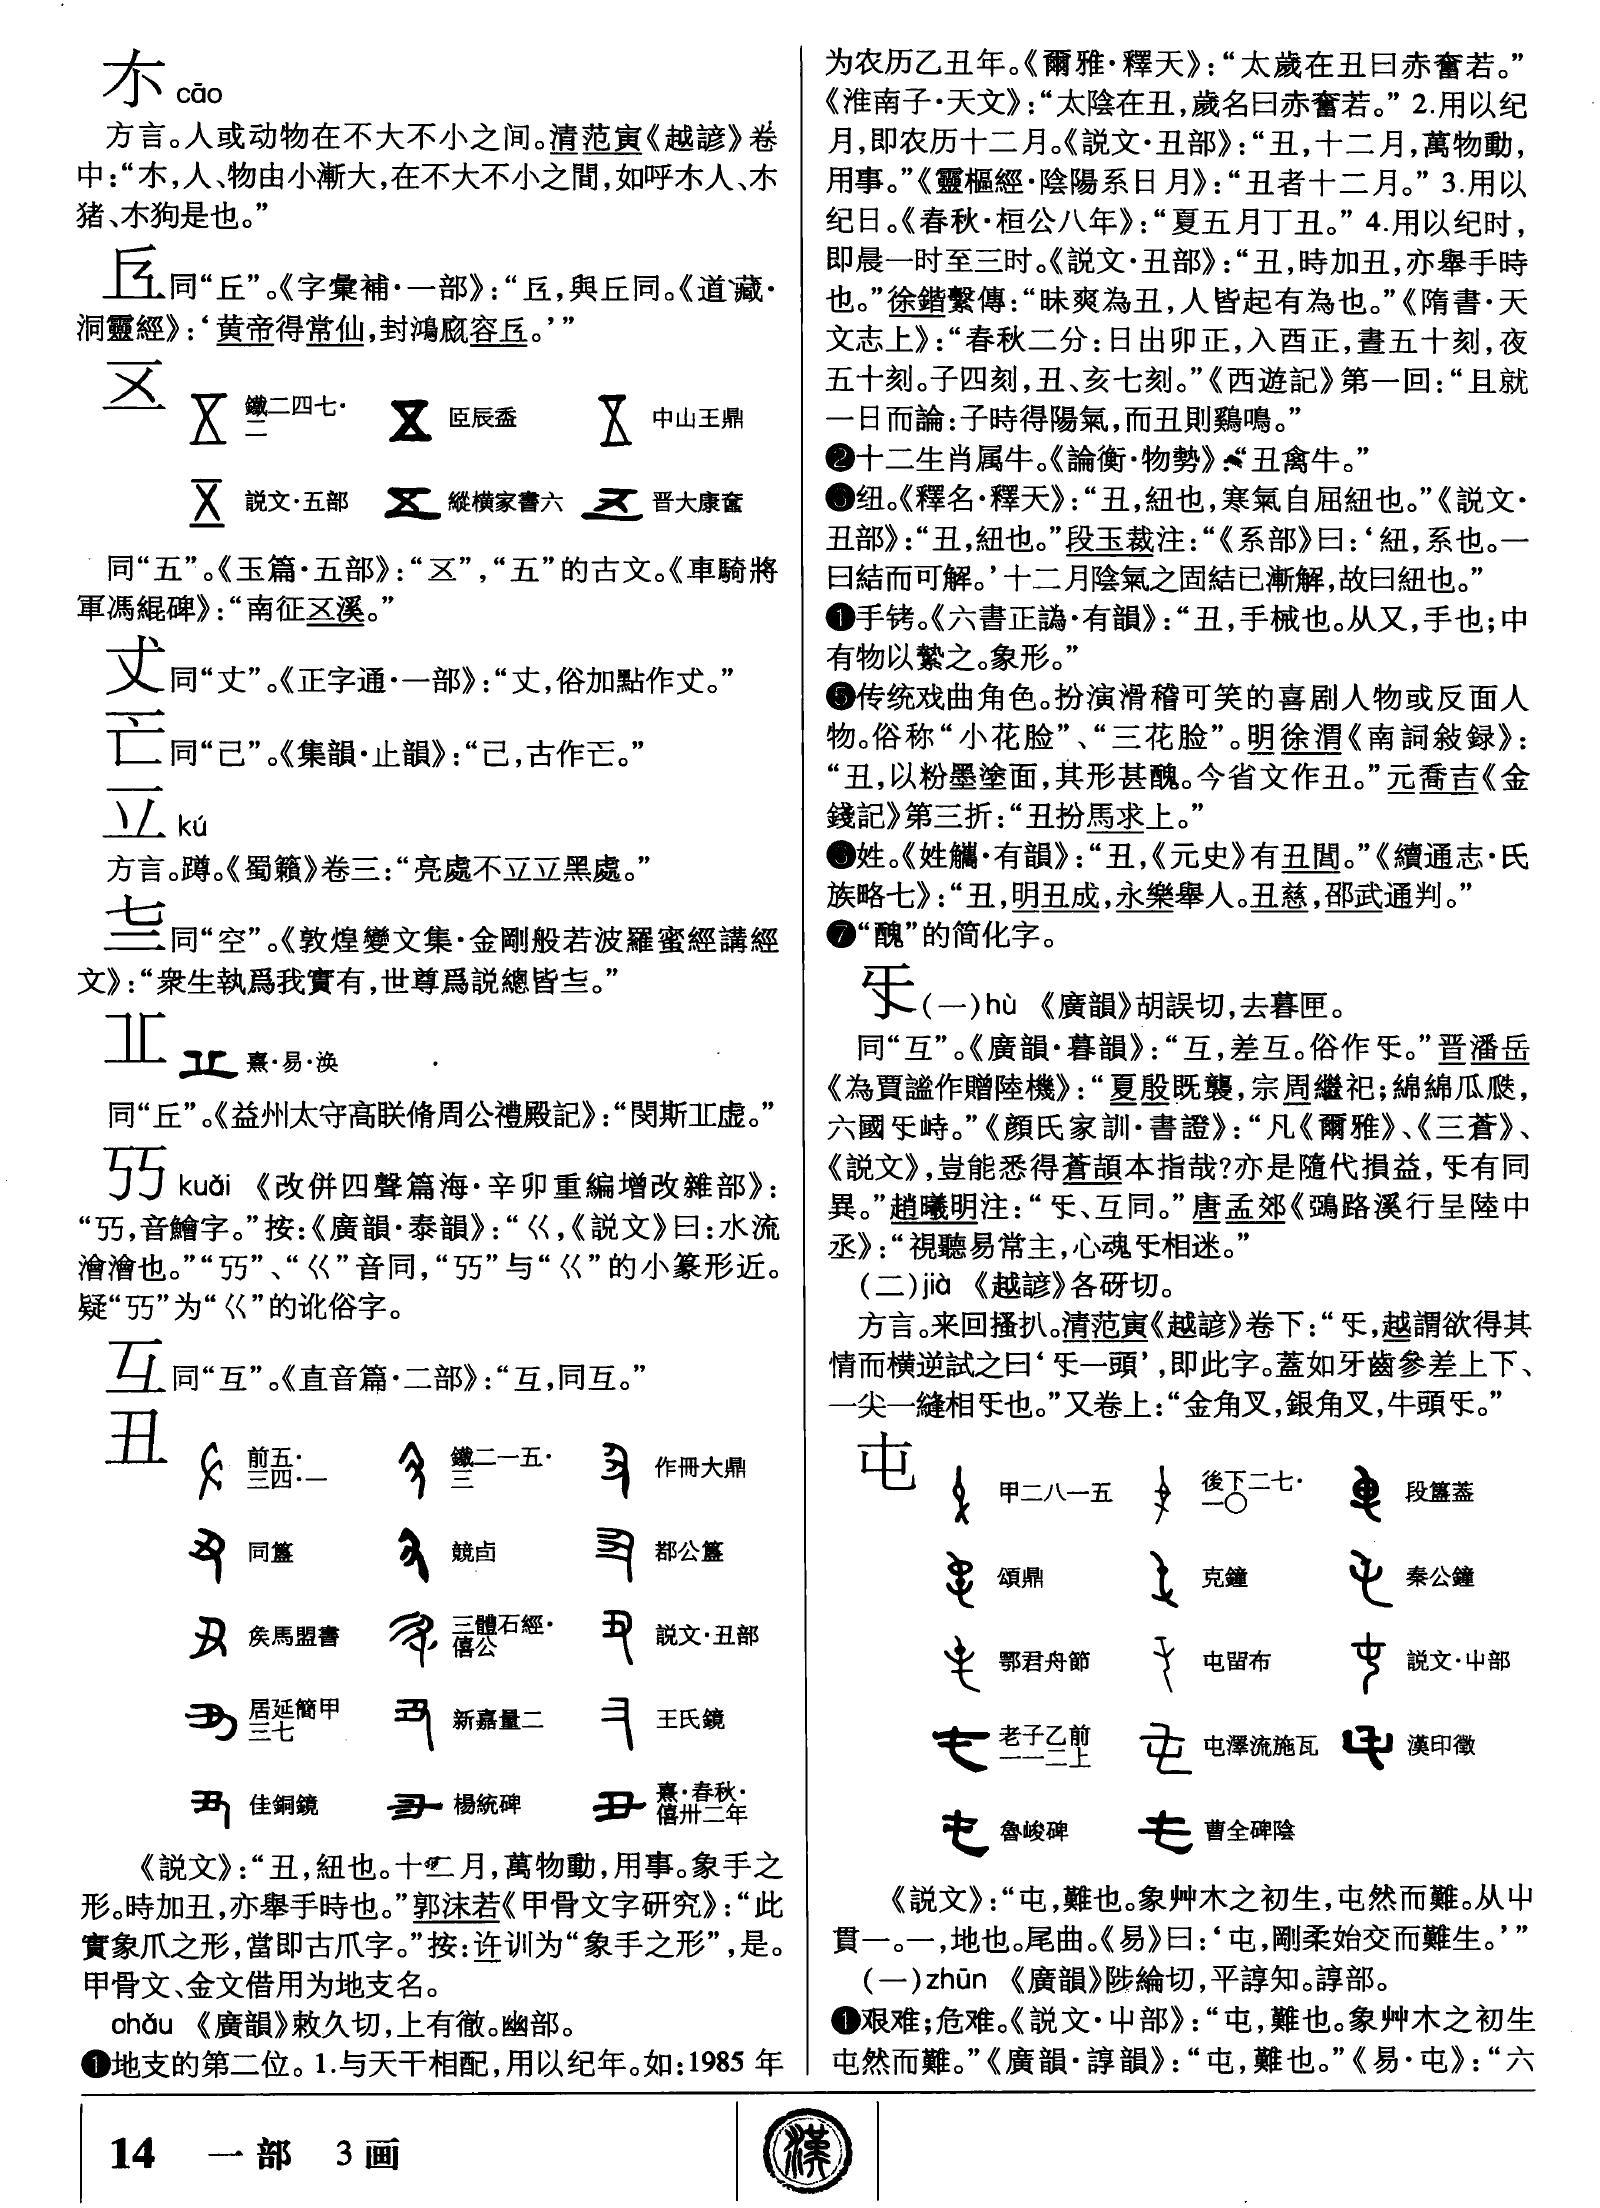 𣎴 cāo
方言。人或动物在不大不小之间。清范寅《越諺》卷
中：“𣎴，人、物由小漸大，在不大不小之間，如呼𣎴人、𣎴
猪、𣎴狗是也。”
同“丘”。《字彙補·一部》：“㐀，與丘同。《道藏·
洞靈經》：‘黄帝得常仙，封鴻

㐅 鐵二四七·
二
臣辰盉
中山王鼎
説文·五部
縱横家書六
晋大康瓮
同“五”。《玉篇·五部》：“𠄡”，“五”的古文。《車騎將
軍馮緄碑》：“南征𠄡溪。”
𠀋同“丈”。《正字通·一部》：“丈，俗加點作𠀋。”
同“己”。《集韻·止韻》：“己，古作
kú
方言。蹲。《蜀籟》卷三：“亮處不
同“空”。《敦煌變文集·金剛般若波羅蜜經講經
文》：“衆生執爲我實有，世尊爲説總皆
熹·易·涣
同“丘”。《益州太守高眹脩周公禮殿記》：“閔斯㐀虚。”
kuǎi 《改併四聲篇海·辛卯重編增改雜部》：
“丂丂，音鱠字。”按：《廣韻·泰韻》：“巜，《説文》曰：水流
澮澮也。”“丂丂”、“巜”音同，“丂丂”与“巜”的小篆形近。
疑“丂丂”为“巜”的讹俗字。
同“互”。《直音篇·二部》：“互，同互。”
丑
前五·
三四·一
鐵二一五·
三
作冊大鼎
同簋
競卣
鄀公簋
矦馬盟書
三體石經·
僖公
説文·丑部
居延簡甲
三七
新嘉量二
王氏鏡
佳銅鏡
楊統碑
熹·春秋·
僖卅二年
《説文》：“丑，紐也。十二月，萬物動，用事。象手之
形。時加丑，亦舉手時也。”郭沫若《甲骨文字研究》：“此
實象爪之形，當即古爪字。”按：许训为“象手之形”，是。
甲骨文、金文借用为地支名。
chǒu 《廣韻》敕久切，上有徹。幽部。
❶地支的第二位。1.与天干相配，用以纪年。如：1985年
为农历乙丑年。《爾雅·釋天》：“太歲在丑曰赤奮若。”
《淮南子·天文》：“太陰在丑，歲名曰赤奮若。”2.用以纪
月，即农历十二月。《説文·丑部》：“丑，十二月，萬物動，
用事。”《靈樞經·陰陽系日月》：“丑者十二月。”3.用以
纪日。《春秋·桓公八年》：“夏五月丁丑。”4.用以纪时，
即晨一时至三时。《説文·丑部》：“丑，時加丑，亦舉手時
也。”徐鍇繫傳：“昧爽為丑，人皆起有為也。”《隋書·天
文志上》：“春秋二分：日出卯正，入酉正，晝五十刻，夜
五十刻。子四刻，丑、亥七刻。”《西遊記》第一回：“且就
一日而論：子時得陽氣，而丑則鷄鳴。”
❷十二生肖属牛。《論衡·物勢》：“丑禽牛。”
❸纽。《釋名·釋天》：“丑，紐也，寒氣自屈紐也。”《説文·
丑部》：“丑，紐也。”段玉裁注：“《系部》曰：‘紐，系也。一
曰結而可解。’十二月陰氣之固結已漸解，故曰紐也。”
❶手铐。《六書正譌·有韻》：“丑，手械也。从又，手也；中
有物以縶之。象形。”
❺传统戏曲角色。扮演滑稽可笑的喜剧人物或反面人
物。俗称“小花脸”、“三花脸”。明徐渭《南詞敍録》：
“丑，以粉墨塗面，其形甚醜。今省文作丑。”元喬吉《金
錢記》第三折：“丑扮馬求上。”
❻姓。《姓觿·有韻》：“丑，《元史》有丑閭。”《續通志·氏
族略七》：“丑，明丑成，永樂舉人。丑慈，邵武通判。”
❼“醜”的简化字。
㸦(一)hù 《廣韻》胡誤切，去暮匣。
同“互”。《廣韻·暮韻》：“互，差互。俗作㸦。”晋潘岳
《為賈謐作贈陸機》：“夏殷既襲，宗周繼祀；綿綿瓜瓞，
六國㸦峙。”《顔氏家訓·書證》：“凡《爾雅》、《三蒼》、
《説文》，豈能悉得蒼頡本指哉?亦是隨代損益，㸦有同
異。”趙曦明注：“㸦、互同。”唐孟郊《鵶路溪行呈陸中
丞》：“視聽易常主，心魂㸦相迷。”
(二)jià 《越諺》各砑切。
方言。来回搔扒。清范寅《越諺》卷下：“㸦，越謂欲得其
情而横逆試之曰‘㸦一頭’，即此字。蓋如牙齒參差上下、
一尖一縫相㸦也。”又卷上：“金角叉，銀角叉，牛頭㸦。”
屯
甲二八一五
後下二七·
一〇
段簋蓋
頌鼎
克鐘
秦公鐘
鄂君舟節
屯留布
説文·屮部
老子乙前
一一二上
屯澤流施瓦
漢印徵
魯峻碑
曹全碑陰
《説文》：“屯，難也。象艸木之初生，屯然而難。从屮
貫一。一，地也。尾曲。《易》曰：‘屯，剛柔始交而難生。’”
(一)zhūn 《廣韻》陟綸切，平諄知。諄部。
❶艰难；危难。《説文·屮部》：“屯，難也。象艸木之初生
屯然而難。”《廣韻·諄韻》：“屯，難也。”《易·屯》：“六
14 一部 3画
漢